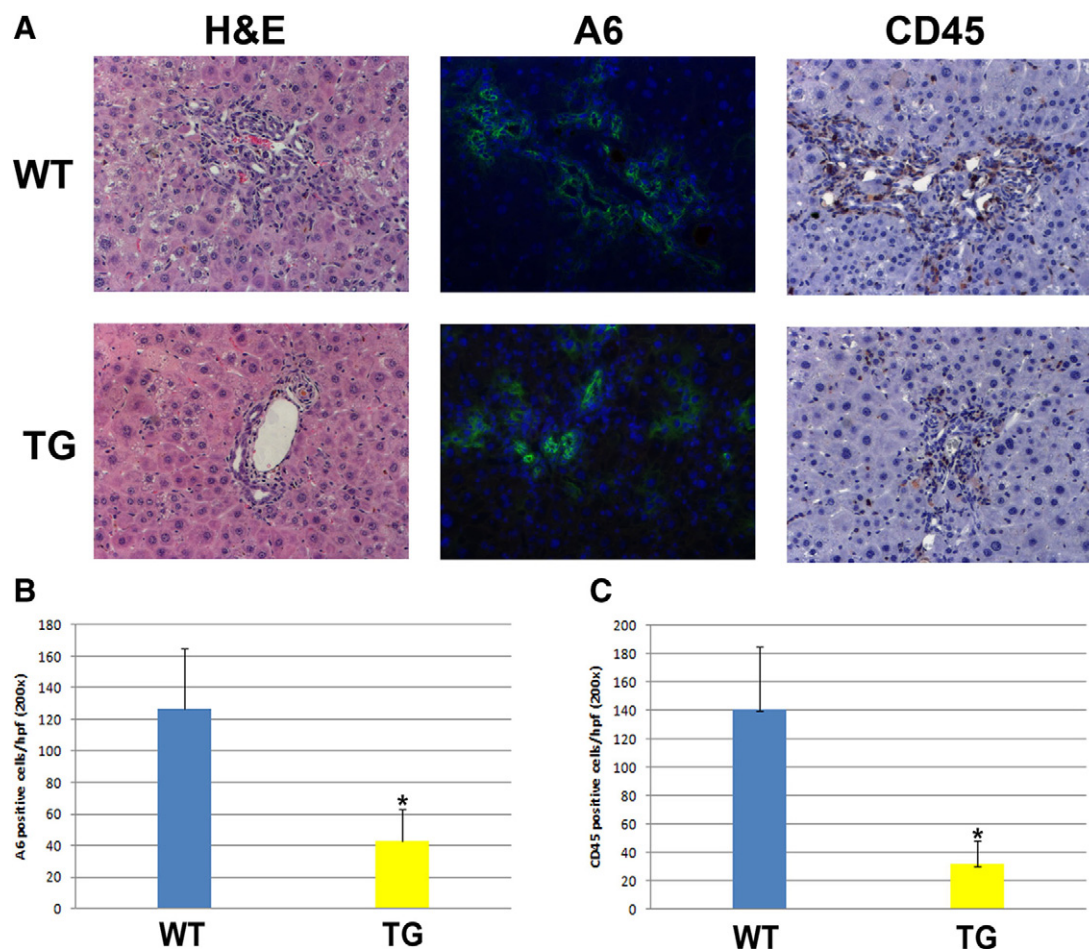 A
H&E
A6
CD45
WT
TG
B
A6 positive cells/hpf (200x)
180
160
140
120
100
80
60
40
20
0
*
WT
TG
C
CD45 positive cells/hpf (200x)
200
180
160
140
120
100
80
60
40
20
0
*
WT
TG